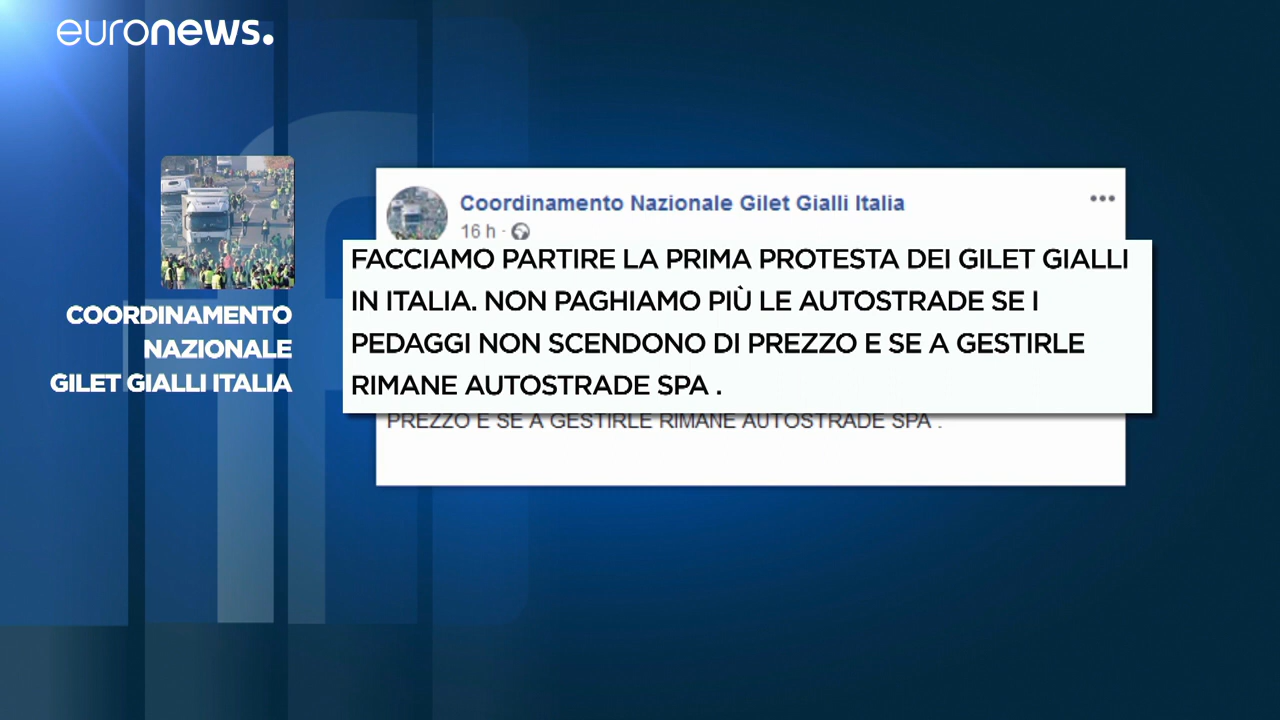 euronews.
COORDINAMENTO
NAZIONALE
GILET GIALLI ITALIA
Coordinamento Nazionale Gilet Gialli Italia
16 h ·
FACCIAMO PARTIRE LA PRIMA PROTESTA DEI GILET GIALLI
IN ITALIA. NON PAGHIAMO PIÙ LE AUTOSTRADE SE I
PEDAGGI NON SCENDONO DI PREZZO E SE A GESTIRLE
RIMANE AUTOSTRADE SPA .
PREZZO E SE A GESTIRLE RIMANE AUTOSTRADE SPA .